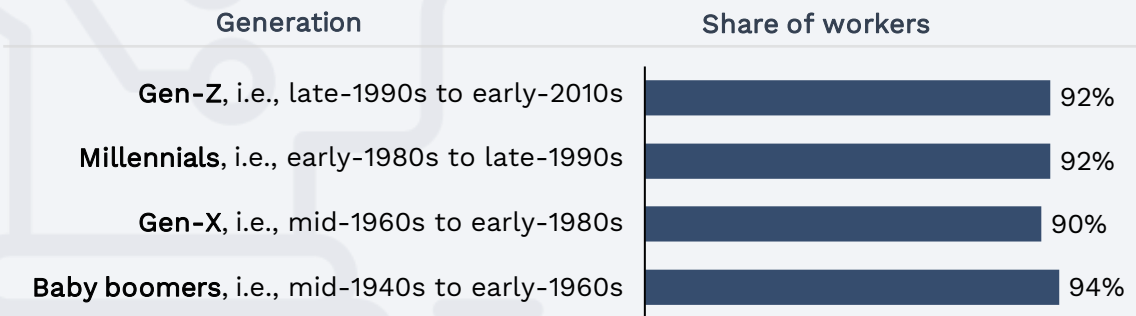 Generation Share of workers
Gen-Z, i.e., late-1990s to early-2010s 92%
Millennials, i.e., early-1980s to late-1990s 92%
Gen-X, i.e., mid-1960s to early-1980s 90%
Baby boomers, i.e., mid-1940s to early-1960s 94%